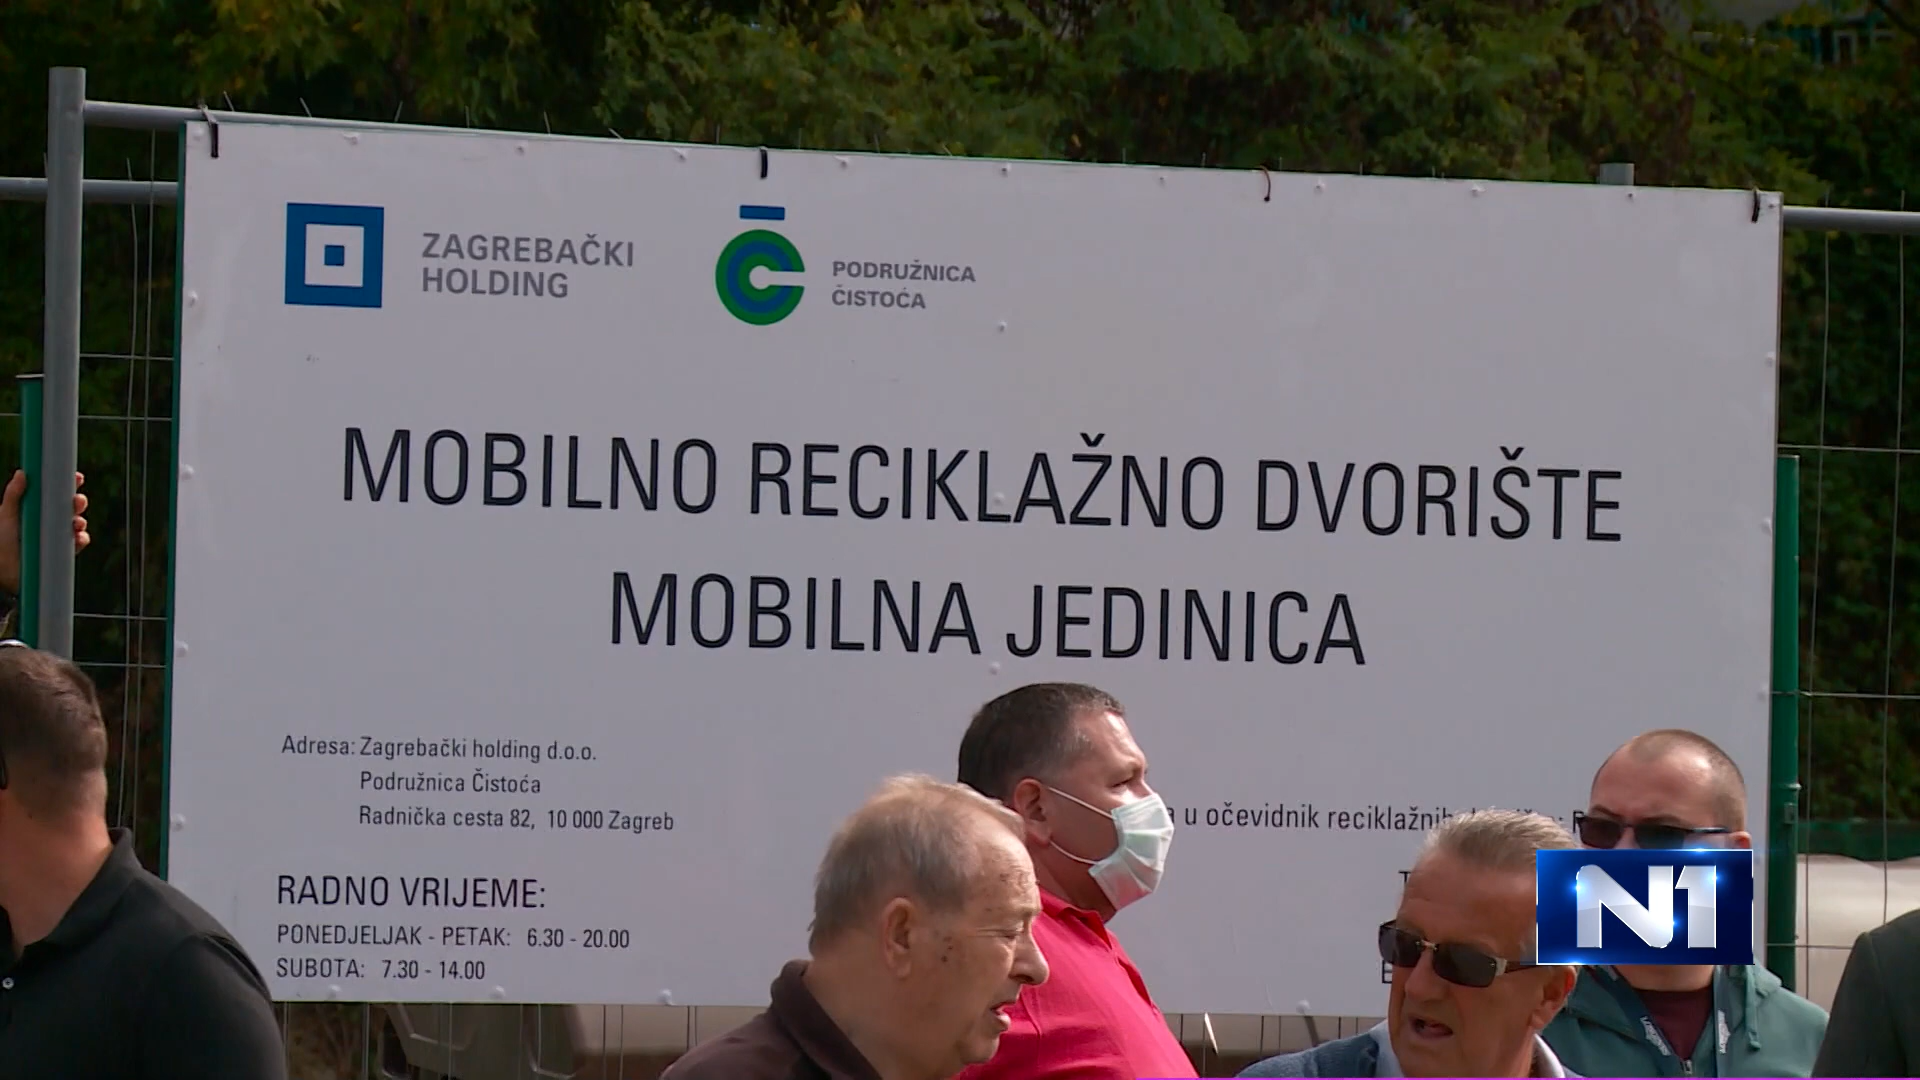 ZAGREBAČKI
HOLDING
PODRUŽNICA
ČISTOĆA
MOBILNO RECIKLAŽNO DVORIŠTE
MOBILNA JEDINICA
Adresa: Zagrebački holding d.o.o.
Podružnica Čistoća
Radnička cesta 82, 10 000 Zagreb
u očevidnik reciklažnih
RADNO VRIJEME:
PONEDJELJAK - PETAK: 6.30 - 20.00
SUBOTA: 7.30 - 14.00
N1